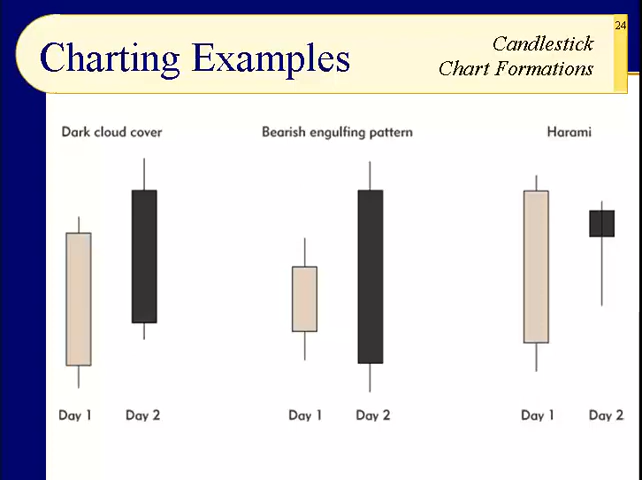 24
Charting Examples
Candlestick
Chart Formations
Dark cloud cover
Bearish engulfing pattern
Harami
Day 1
Day 2
Day 1
Day 2
Day 1
Day 2